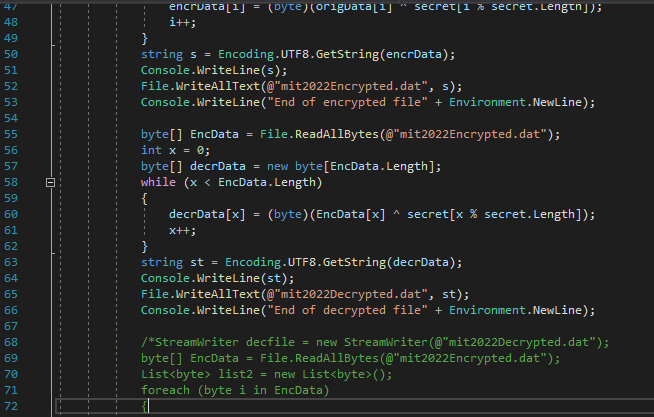 47 encrData[i] = (byte)(origData[i] ^ secret[i % secret.Length]);
48 i++;
49 }
50 string s = Encoding.UTF8.GetString(encrData);
51 Console.WriteLine(s);
52 File.WriteAllText(@"mit2022Encrypted.dat", s);
53 Console.WriteLine("End of encrypted file" + Environment.NewLine);
54
55 byte[] EncData = File.ReadAllBytes(@"mit2022Encrypted.dat");
56 int x = 0;
57 byte[] decrData = new byte[EncData.Length];
58 while (x < EncData.Length)
59 {
60 decrData[x] = (byte)(EncData[x] ^ secret[x % secret.Length]);
61 x++;
62 }
63 string st = Encoding.UTF8.GetString(decrData);
64 Console.WriteLine(st);
65 File.WriteAllText(@"mit2022Decrypted.dat", st);
66 Console.WriteLine("End of decrypted file" + Environment.NewLine);
67
68 /*StreamWriter decfile = new StreamWriter(@"mit2022Decrypted.dat");
69 byte[] EncData = File.ReadAllBytes(@"mit2022Encrypted.dat");
70 List<byte> list2 = new List<byte>();
71 foreach (byte i in EncData)
72 {